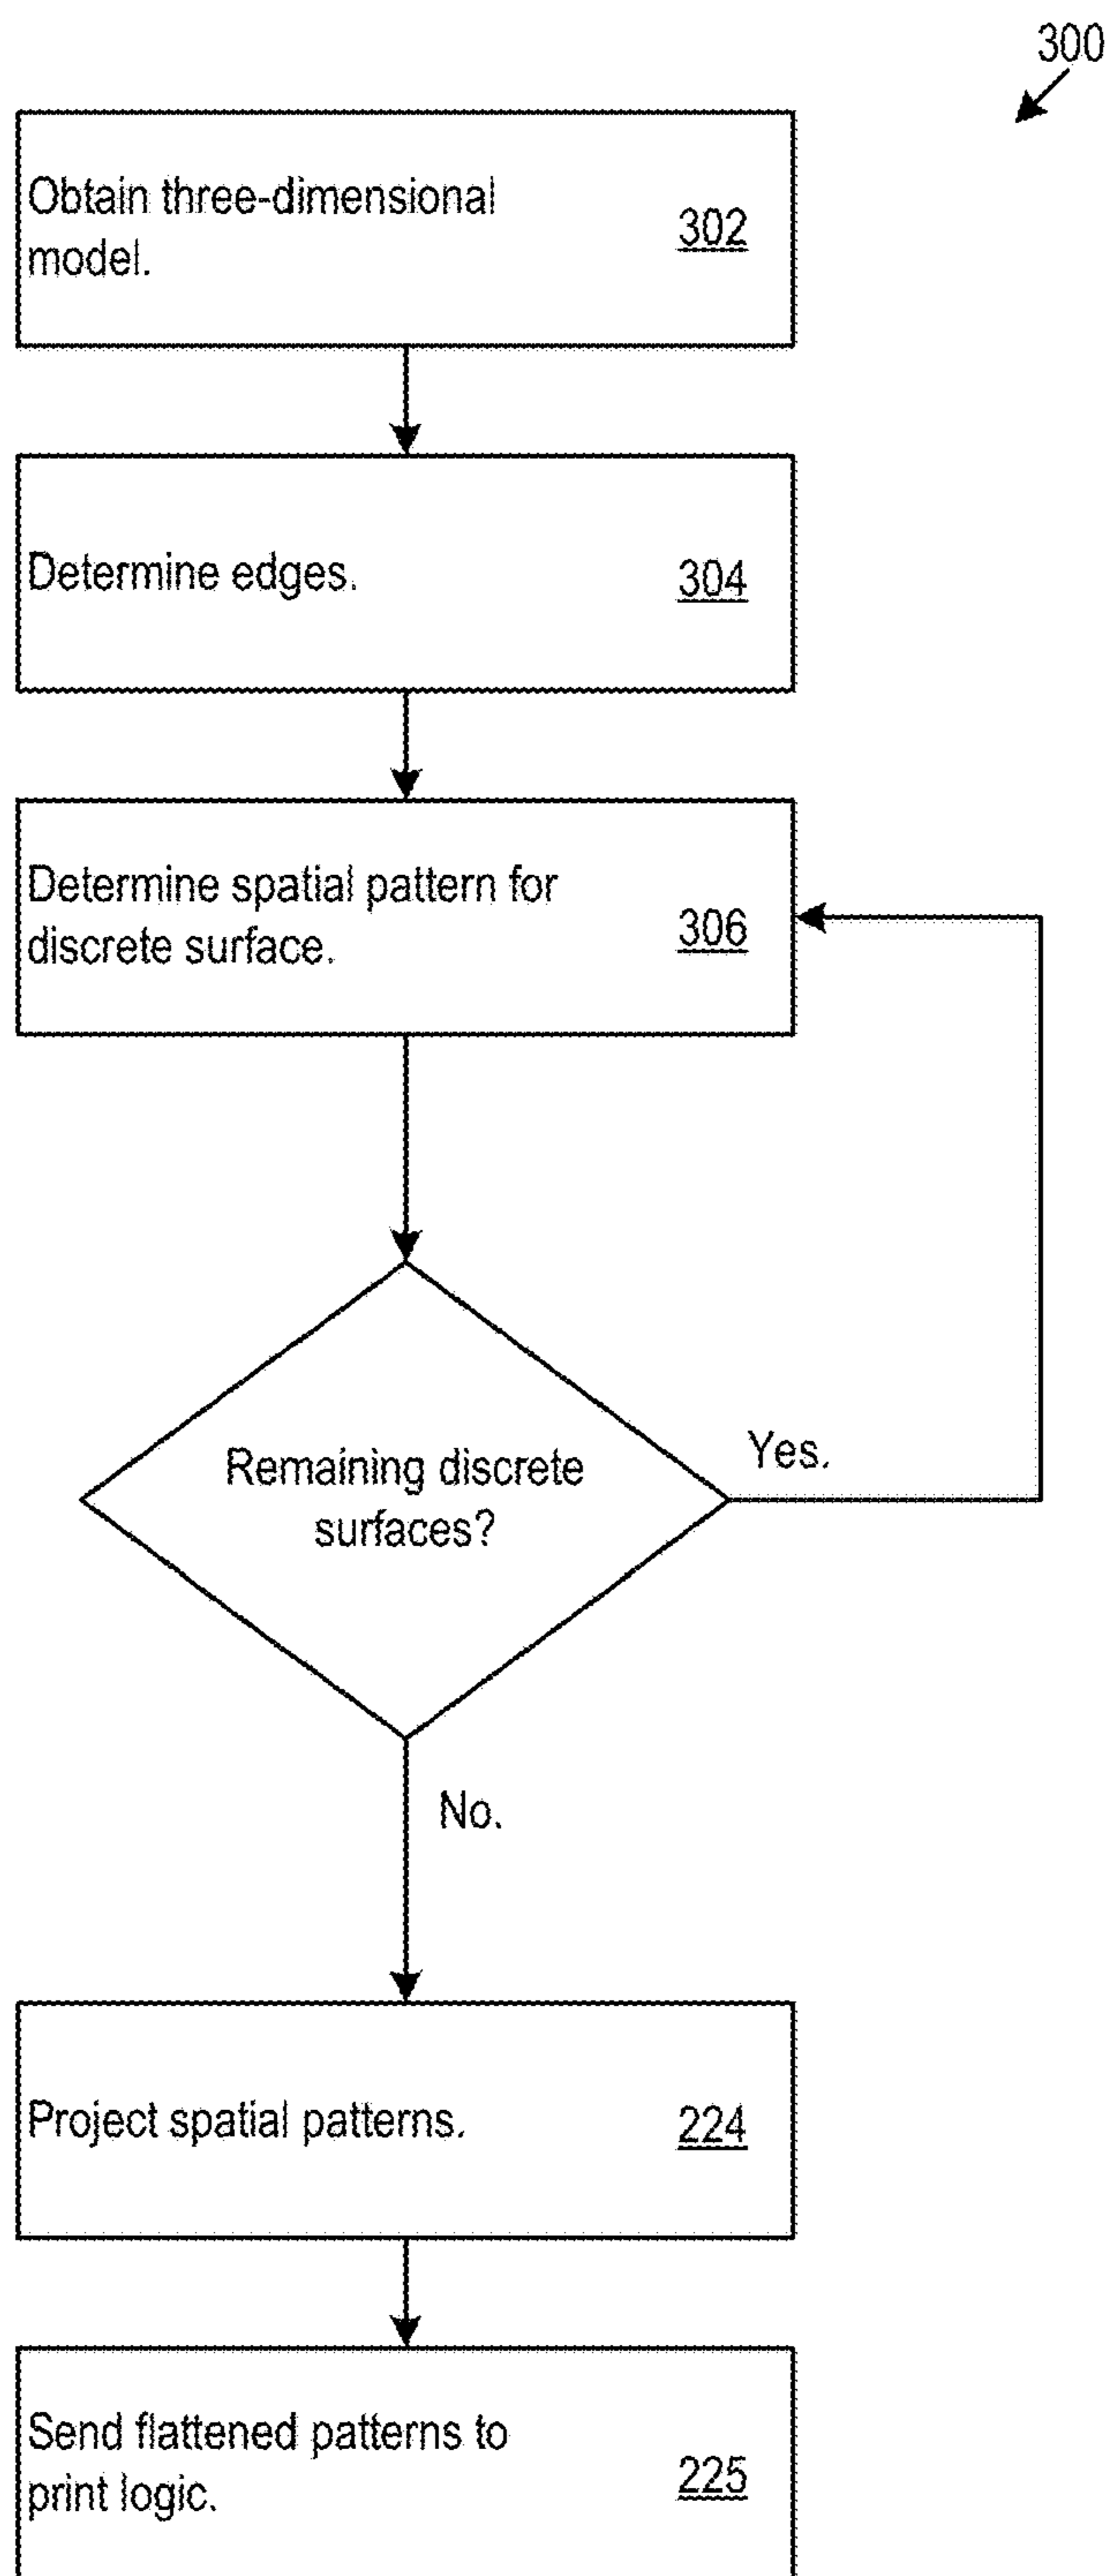 300
Obtain three-dimensional
model.
302
Determine edges.
304
Determine spatial pattern for
discrete surface.
306
Remaining discrete
surfaces?
Yes.
No.
Project spatial patterns.
224
Send flattened patterns to
print logic.
225